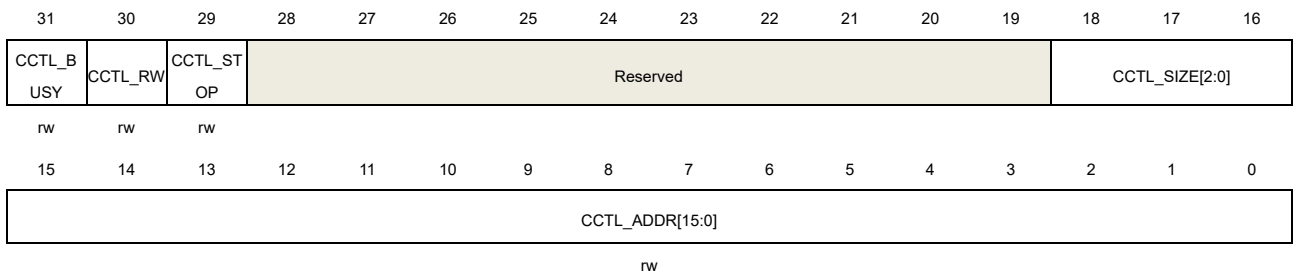 31 30 29 28 27 26 25 24 23 22 21 20 19 18 17 16
CCTL_B
USY
CCTL_RW
CCTL_ST
OP
Reserved
CCTL_SIZE[2:0]
rw rw rw
15 14 13 12 11 10 9 8 7 6 5 4 3 2 1 0
CCTL_ADDR[15:0]
rw